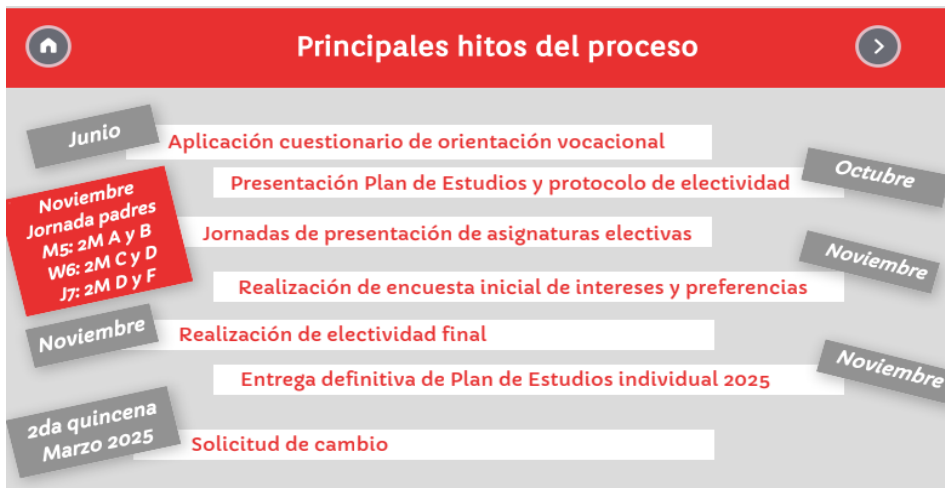 Principales hitos del proceso
Junio
Aplicación cuestionario de orientación vocacional
Presentación Plan de Estudios y protocolo de electividad
Octubre
Noviembre
Jornada padres
M5: 2M A y B
W6: 2M C y D
J7: 2M D y F
Jornadas de presentación de asignaturas electivas
Realización de encuesta inicial de intereses y preferencias
Noviembre
Noviembre
Realización de electividad final
Entrega definitiva de Plan de Estudios individual 2025
Noviembre
2da quincena
Marzo 2025
Solicitud de cambio